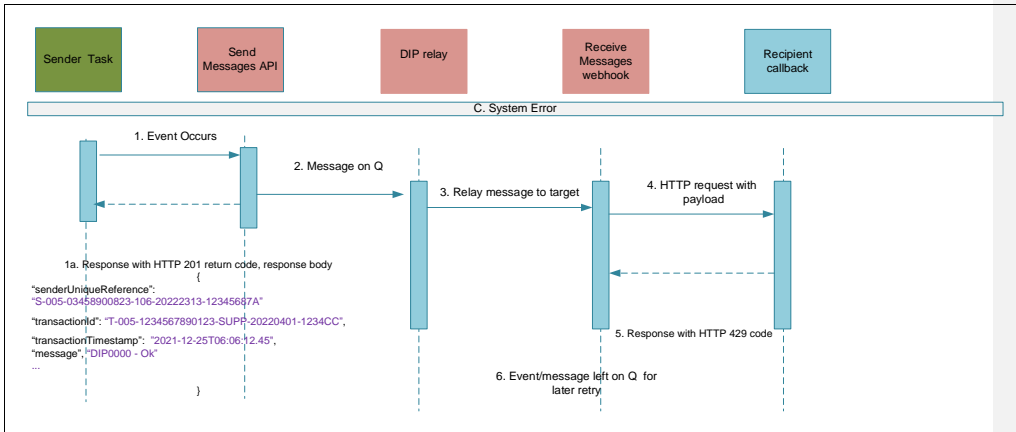 Sender Task
Send
Messages API
DIP relay
Receive
Messages
webhook
Recipient
callback
C. System Error
1. Event Occurs
2. Message on Q
3. Relay message to target
4. HTTP request with
payload
1a. Response with HTTP 201 return code, response body
{
“senderUniqueReference”:
“S-005-03458900823-106-20222313-12345687A”
“transactionId”: “T-005-1234567890123-SUPP-20220401-1234CC”,
“transactionTimestamp”: “2021-12-25T06:06:12.45”,
“message”, “DIP0000 - Ok”
...
}
5. Response with HTTP 429 code
6. Event/message left on Q for
later retry